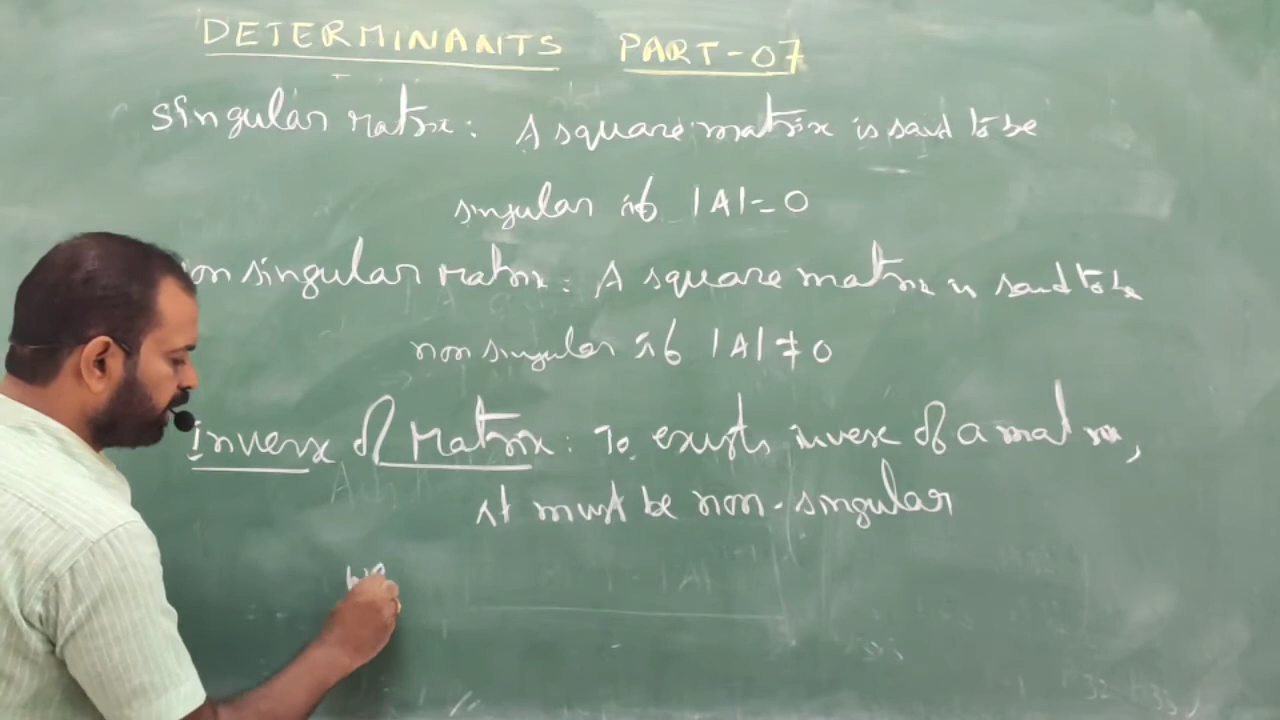 DETERMINANTS PART-07
Singular Matrix: A square matrix is said to be
singular if |A|=0
on singular Matrix: A square matrix is said to be
non singular if |A| ≠ 0
Inverse of Matrix: To exists inverse of a matrix,
it must be non-singular
we